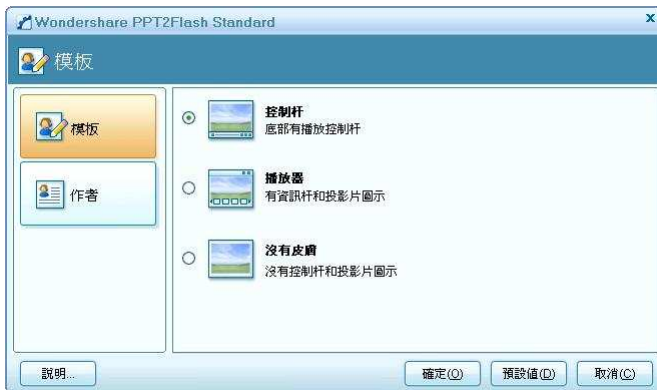 Wondershare PPT2Flash Standard
x
模板
模板
作者
控制杆
底部有播放控制杆
播放器
有資訊杆和投影片圖示
沒有皮膚
沒有控制杆和投影片圖示
說明...
確定(O)
預設值(D)
取消(C)